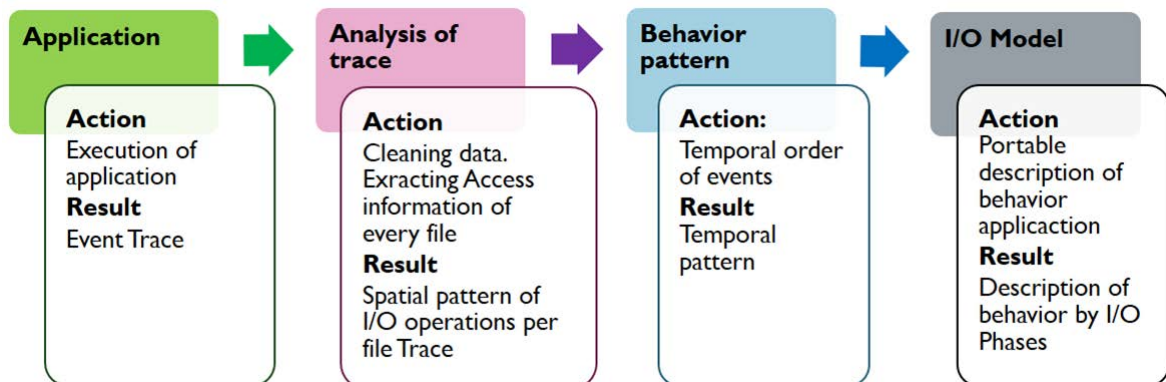 Application
Action
Execution of
application
Result
Event Trace
Analysis of
trace
Action
Cleaning data.
Exracting Access
information of
every file
Result
Spatial pattern of
I/O operations per
file Trace
Behavior
pattern
Action:
Temporal order
of events
Result
Temporal
pattern
I/O Model
Action
Portable
description of
behavior
applicaction
Result
Description of
behavior by I/O
Phases